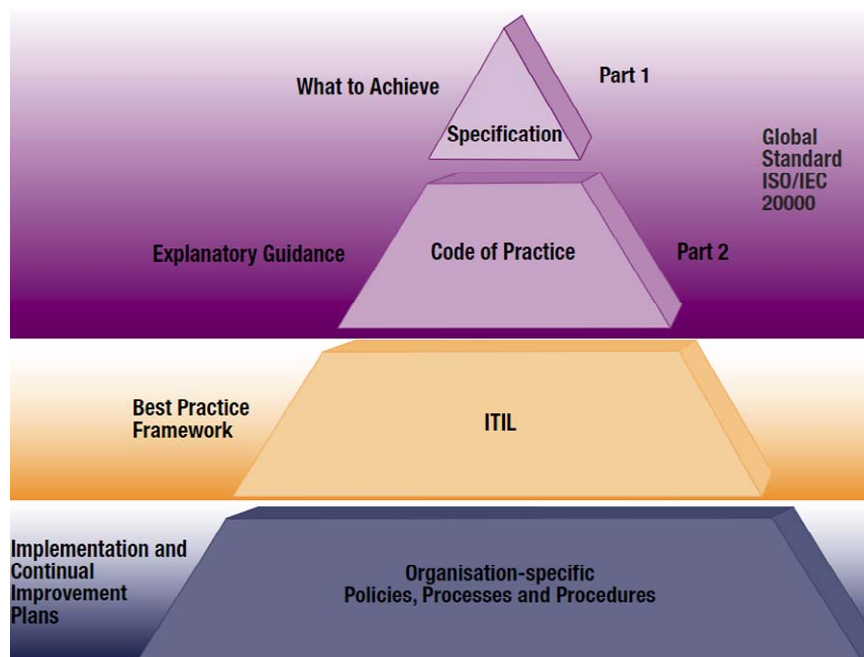 What to Achieve
Part 1
Specification
Global
Standard
ISO/IEC
20000
Explanatory Guidance
Code of Practice
Part 2
Best Practice
Framework
ITIL
Implementation and
Continual
Improvement
Plans
Organisation-specific
Policies, Processes and Procedures